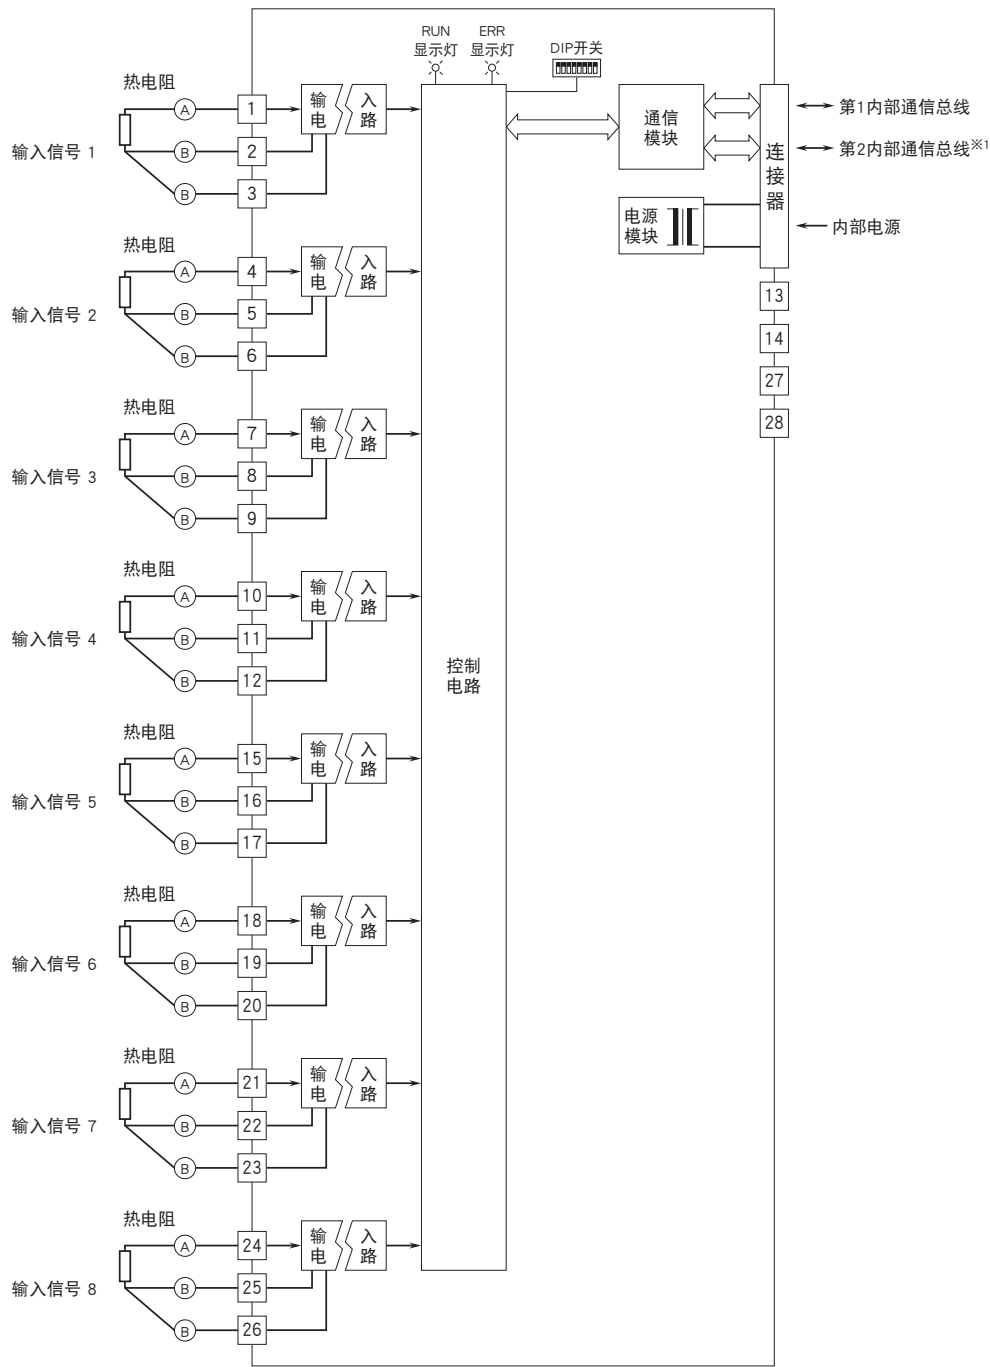 RUN
显示灯
ERR
显示灯
DIP开关
热电阻
输入信号 1
A
B
B
1
2
3
输 入
电 路
通信
模块
连
接
器
第1内部通信总线
第2内部通信总线※1
电源
模块
内部电源
13
14
27
28
控制
电路
热电阻
输入信号 2
A
B
B
4
5
6
输 入
电 路
热电阻
输入信号 3
A
B
B
7
8
9
输 入
电 路
热电阻
输入信号 4
A
B
B
10
11
12
输 入
电 路
热电阻
输入信号 5
A
B
B
15
16
17
输 入
电 路
热电阻
输入信号 6
A
B
B
18
19
20
输 入
电 路
热电阻
输入信号 7
A
B
B
21
22
23
输 入
电 路
热电阻
输入信号 8
A
B
B
24
25
26
输 入
电 路